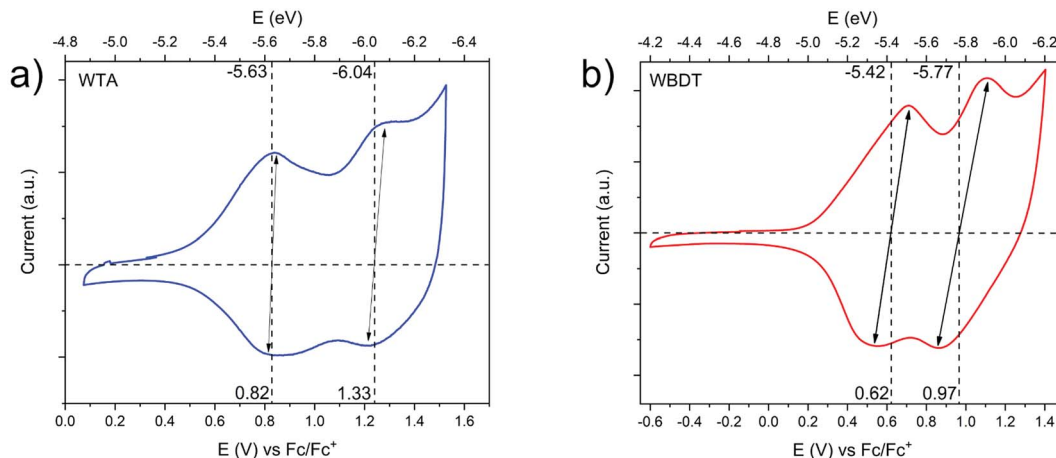 E (eV)
-4.8 -5.0 -5.2 -5.4 -5.6 -5.8 -6.0 -6.2 -6.4
a)
WTA
-5.63 -6.04
Current (a.u.)
0.82 1.33
0.0 0.2 0.4 0.6 0.8 1.0 1.2 1.4 1.6
E (V) vs Fc/Fc⁺
E (eV)
-4.2 -4.4 -4.6 -4.8 -5.0 -5.2 -5.4 -5.6 -5.8 -6.0 -6.2
b)
WBDT
-5.42 -5.77
Current (a.u.)
0.62 0.97
-0.6 -0.4 -0.2 0.0 0.2 0.4 0.6 0.8 1.0 1.2 1.4
E (V) vs Fc/Fc⁺